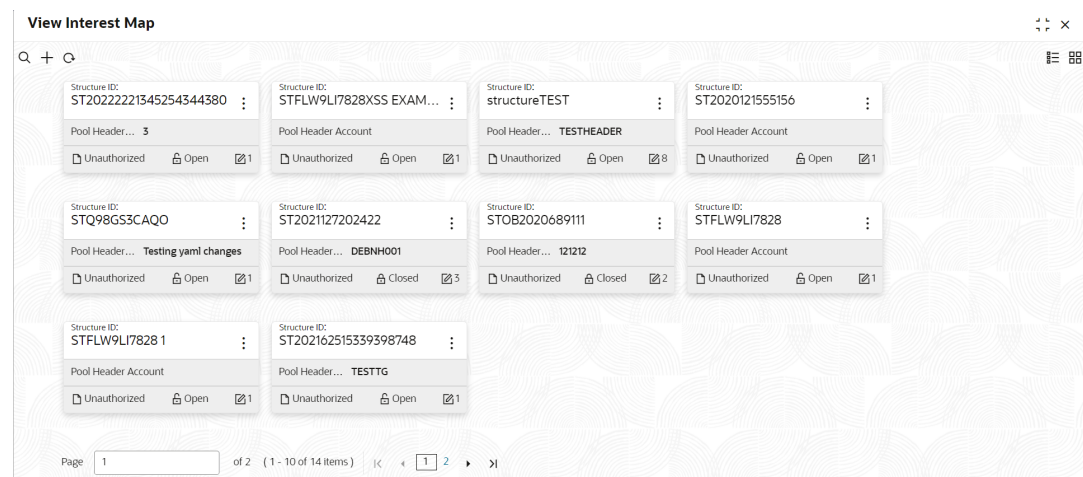 View Interest Map
Structure ID:
ST20222221345254344380
Pool Header... 3
Unauthorized Open 1
Structure ID:
STFLW9LI7828XSS EXAM...
Pool Header Account
Unauthorized Open 1
Structure ID:
structureTEST
Pool Header... TESTHEADER
Unauthorized Open 8
Structure ID:
ST2020121555156
Pool Header Account
Unauthorized Open 1
Structure ID:
STQ98GS3CAQO
Pool Header... Testing yaml changes
Unauthorized Open 1
Structure ID:
ST2021127202422
Pool Header... DEBNH001
Unauthorized Closed 3
Structure ID:
STOB2020689111
Pool Header... 121212
Unauthorized Closed 2
Structure ID:
STFLW9LI7828
Pool Header Account
Unauthorized Open 1
Structure ID:
STFLW9LI7828 1
Pool Header Account
Unauthorized Open 1
Structure ID:
ST202162515339398748
Pool Header... TESTTG
Unauthorized Open 1
Page 1 of 2 (1 - 10 of 14 items) 1 2